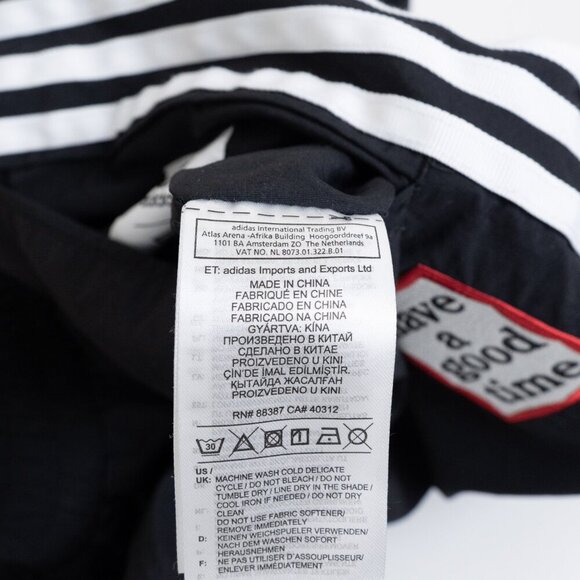 adidas International Trading BV
Atlas Arena -Afrika Building Hoogoorddreef 9a
1101 BA Amsterdam ZO The Netherlands
VAT NO. NL 8073.01.322.B.01
ET: adidas Imports and Exports Ltd
MADE IN CHINA
FABRIQUÉ EN CHINE
FABRICADO EN CHINA
FABRICADO NA CHINA
GYÁRTVA: KÍNA
ПРОИЗВЕДЕНО В КИТАЙ
СДЕЛАНО В КИТАЕ
PROIZVEDENO U KINI
PROIZVEDENO U KINI
ÇİN'DE İMAL EDİLMİŞTİR.
ҚЫТАЙДА ЖАСАЛҒАН
RN# 88387 CA# 40312
30
US /
UK: MACHINE WASH COLD DELICATE
CYCLE / DO NOT BLEACH / DO NOT
TUMBLE DRY / LINE DRY IN THE SHADE /
COOL IRON IF NEEDED / DO NOT DRY
CLEAN
DO NOT USE FABRIC SOFTENER/
REMOVE IMMEDIATELY
D: KEINEN WEICHSPÜLER VERWENDEN/
NACH DEM WASCHEN SOFORT
HERAUSNEHMEN
F: NE PAS UTILISER D'ASSOUPLISSEUR/
ENLEVER IMMEDIATEMENT
have
a
good
time